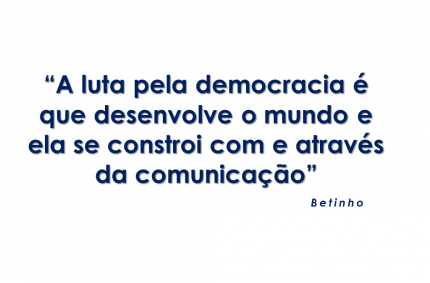 “A luta pela democracia é
que desenvolve o mundo e
ela se constroi com e através
da comunicação”
Betinho